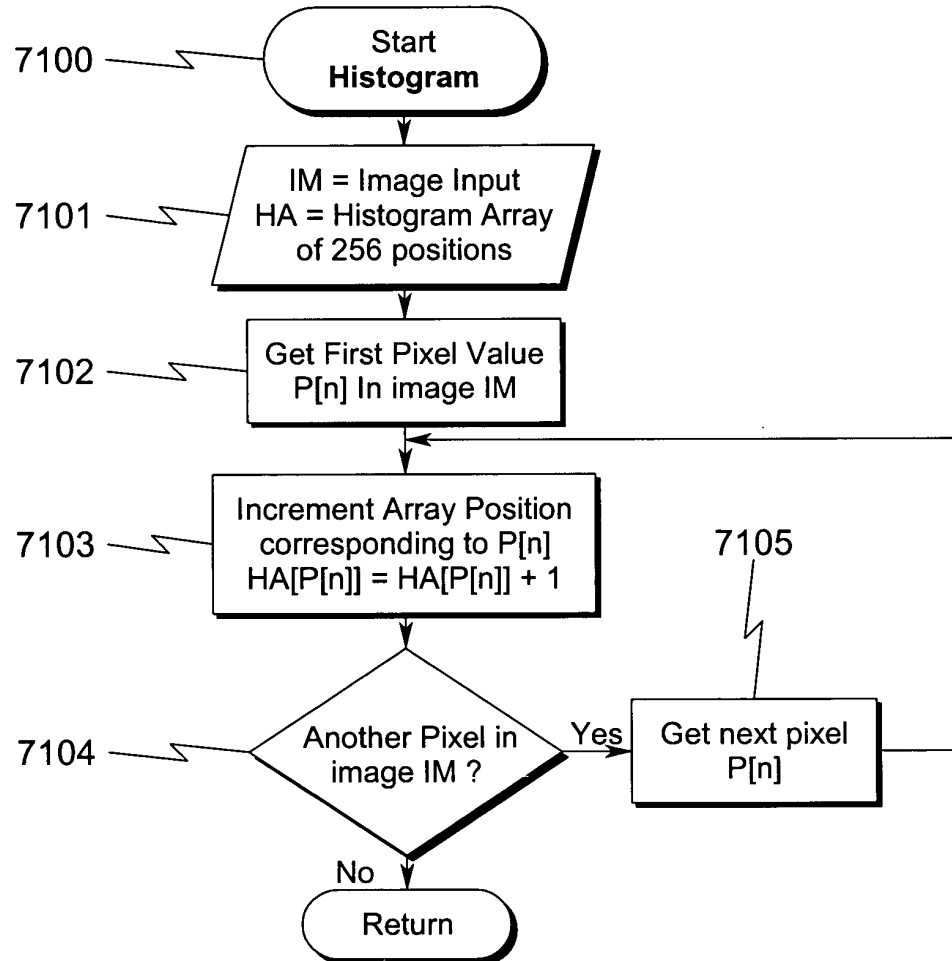 7100
Start
Histogram
7101
IM = Image Input
HA = Histogram Array
of 256 positions
7102
Get First Pixel Value
P[n] In image IM
7103
Increment Array Position
corresponding to P[n]
HA[P[n]] = HA[P[n]] + 1
7105
7104
Another Pixel in
image IM ?
Yes
Get next pixel
P[n]
No
Return